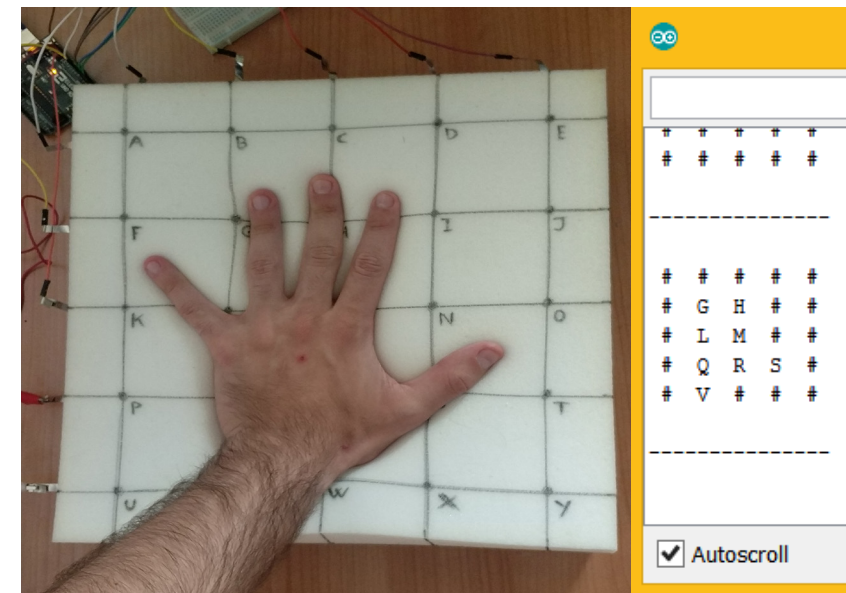 A B C D E
F G I J
K N O
P T
U W X Y
# # # # #
# # # # #
---------------
# # # # #
# G H # #
# L M # #
# Q R S #
# V # # #
---------------
Autoscroll